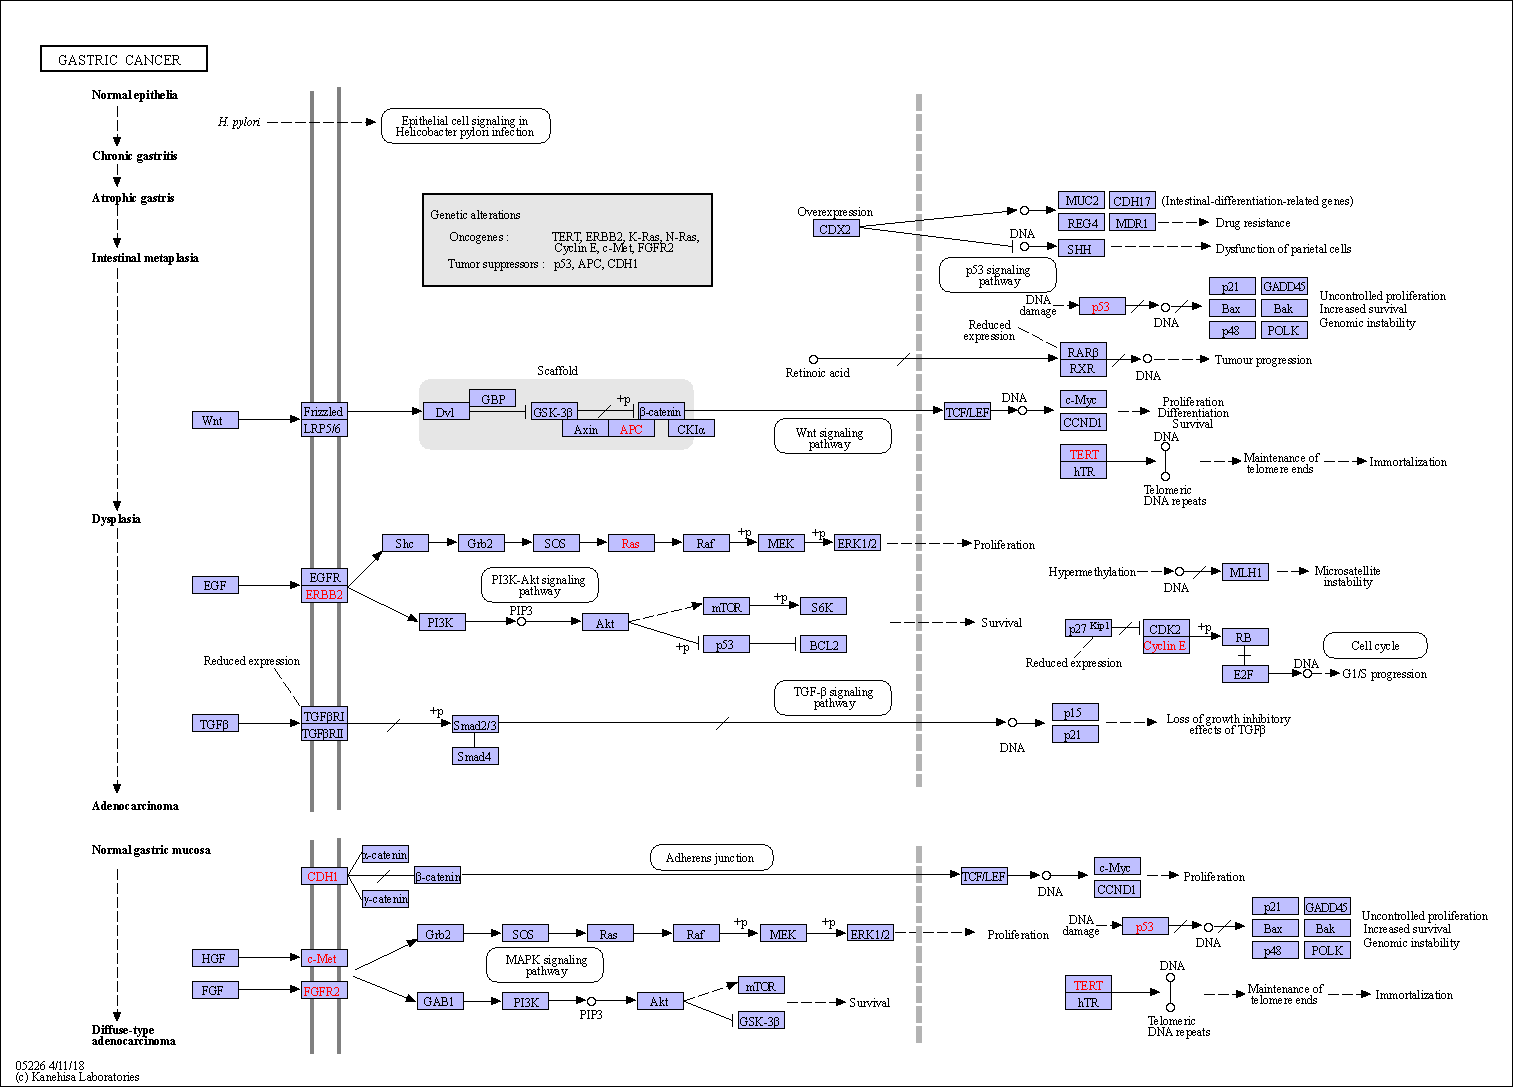 GASTRIC CANCER
Normal epithelia
H. pylori
Epithelial cell signaling in
Helicobacter pylori infection
Chronic gastritis
Atrophic gastris
Intestinal metaplasia
Dysplasia
Adenocarcinoma
Genetic alterations
Oncogenes : TERT, ERBB2, K-Ras, N-Ras,
Cyclin E, c-Met, FGFR2
Tumor suppressors : p53, APC, CDH1
Overexpression
CDX2
MUC2 CDH17 (Intestinal-differentiation-related genes)
REG4 MDR1 Drug resistance
DNA
SHH Dysfunction of parietal cells
p53 signaling
pathway
DNA
damage
p53
DNA
p21 GADD45
Bax Bak
p48 POLK
Uncontrolled proliferation
Increased survival
Genomic instability
Reduced
expression
Retinoic acid
RARβ
RXR
DNA
Tumour progression
Scaffold
Wnt
Frizzled
LRP5/6
Dvl
GBP
GSK-3β
+p
β-catenin
Axin APC CKIα
Wnt signaling
pathway
TCF/LEF
DNA
c-Myc
CCND1
Proliferation
Differentiation
Survival
TERT
hTR
DNA
Telomeric
DNA repeats
Maintenance of
telomere ends
Immortalization
EGF
EGFR
ERBB2
Shc Grb2 SOS Ras Raf +p MEK +p ERK1/2
Proliferation
PI3K-Akt signaling
pathway
PI3K
PIP3
Akt
mTOR +p S6K
+p p53 BCL2
Survival
Hypermethylation
DNA
MLH1
Microsatellite
instability
p27 Kip1
Reduced expression
CDK2
Cyclin E
+p
RB
E2F
DNA
Cell cycle
G1/S progression
Reduced expression
TGFβ
TGFβRI
TGFβRII
+p
Smad2/3
Smad4
TGF-β signaling
pathway
DNA
p15
p21
Loss of growth inhibitory
effects of TGFβ
Normal gastric mucosa
Diffuse-type
adenocarcinoma
CDH1
α-catenin
β-catenin
γ-catenin
Adherens junction
TCF/LEF
DNA
c-Myc
CCND1
Proliferation
HGF
c-Met
FGF
FGFR2
Grb2 SOS Ras Raf +p MEK +p ERK1/2
Proliferation
MAPK signaling
pathway
GAB1 PI3K
PIP3
Akt
mTOR
GSK-3β
Survival
DNA
damage
p53
DNA
p21 GADD45
Bax Bak
p48 POLK
Uncontrolled proliferation
Increased survival
Genomic instability
TERT
hTR
DNA
Telomeric
DNA repeats
Maintenance of
telomere ends
Immortalization
05226 4/11/18
(c) Kanehisa Laboratories